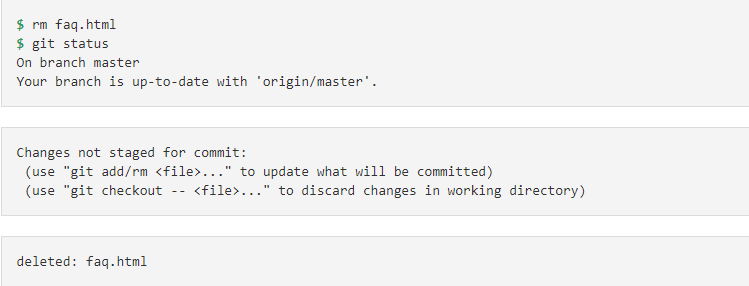 $ rm faq.html
$ git status
On branch master
Your branch is up-to-date with 'origin/master'.
Changes not staged for commit:
(use "git add/rm <file>..." to update what will be committed)
(use "git checkout -- <file>..." to discard changes in working directory)
deleted: faq.html